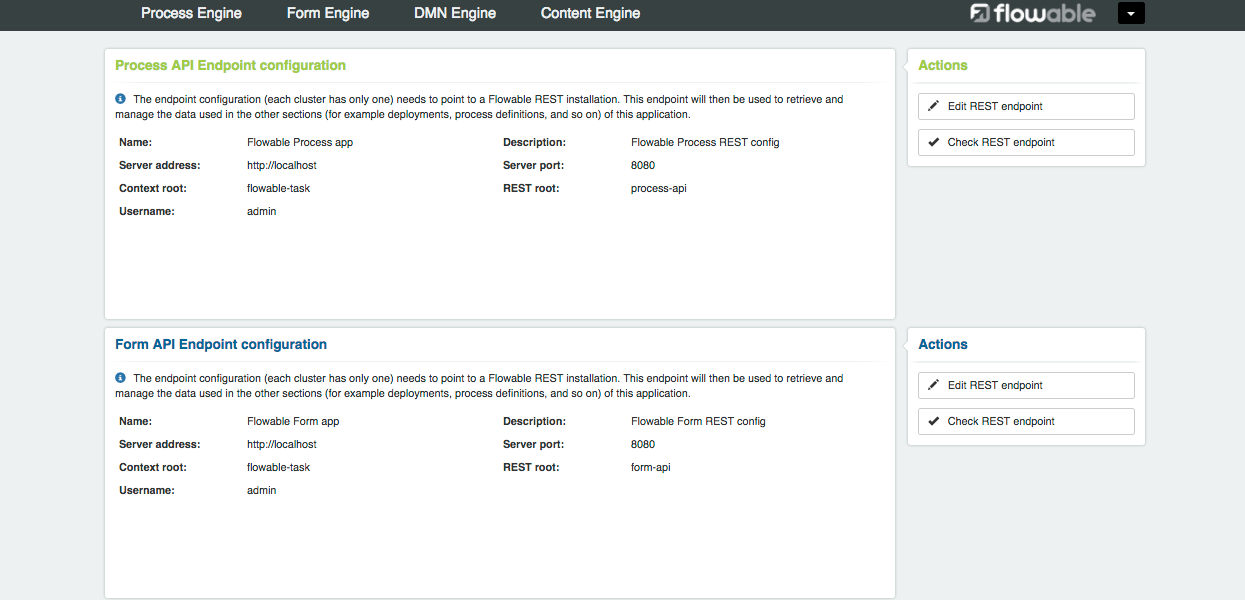 Process Engine Form Engine DMN Engine Content Engine flowable
Process API Endpoint configuration
The endpoint configuration (each cluster has only one) needs to point to a Flowable REST installation. This endpoint will then be used to retrieve and
manage the data used in the other sections (for example deployments, process definitions, and so on) of this application.
Name: Flowable Process app Description: Flowable Process REST config
Server address: http://localhost Server port: 8080
Context root: flowable-task REST root: process-api
Username: admin
Actions
Edit REST endpoint
Check REST endpoint
Form API Endpoint configuration
The endpoint configuration (each cluster has only one) needs to point to a Flowable REST installation. This endpoint will then be used to retrieve and
manage the data used in the other sections (for example deployments, process definitions, and so on) of this application.
Name: Flowable Form app Description: Flowable Form REST config
Server address: http://localhost Server port: 8080
Context root: flowable-task REST root: form-api
Username: admin
Actions
Edit REST endpoint
Check REST endpoint